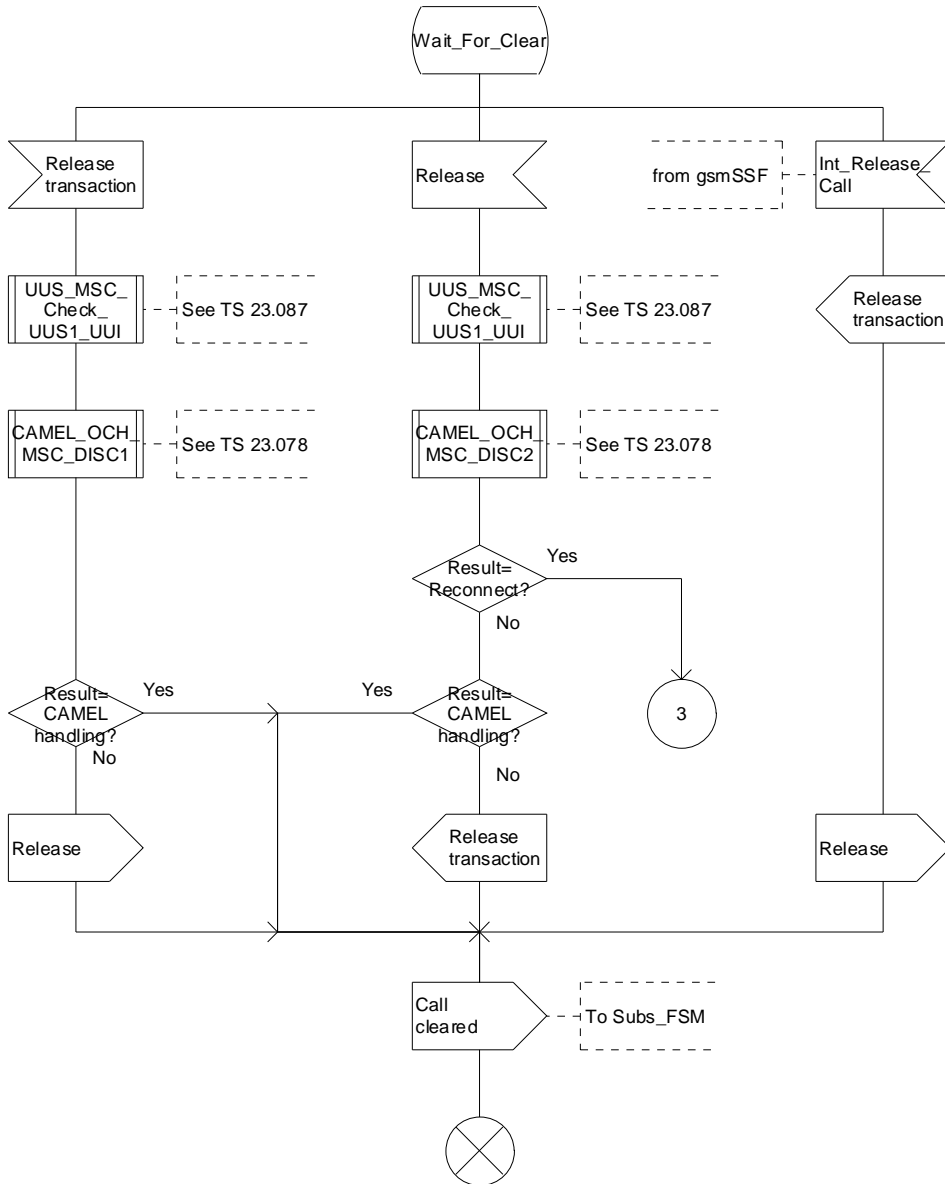 Wait_For_Clear
Release
transaction
Release
from gsmSSF
Int_Release_
Call
UUS_MSC_
Check_
UUS1_UUI
See TS 23.087
UUS_MSC_
Check_
UUS1_UUI
See TS 23.087
Release
transaction
CAMEL_OCH_
MSC_DISC1
See TS 23.078
CAMEL_OCH_
MSC_DISC2
See TS 23.078
Result=
Reconnect?
Yes
No
Result=
CAMEL
handling?
Yes
No
Yes
Result=
CAMEL
handling?
No
3
Release
Release
transaction
Release
Call
cleared
To Subs_FSM